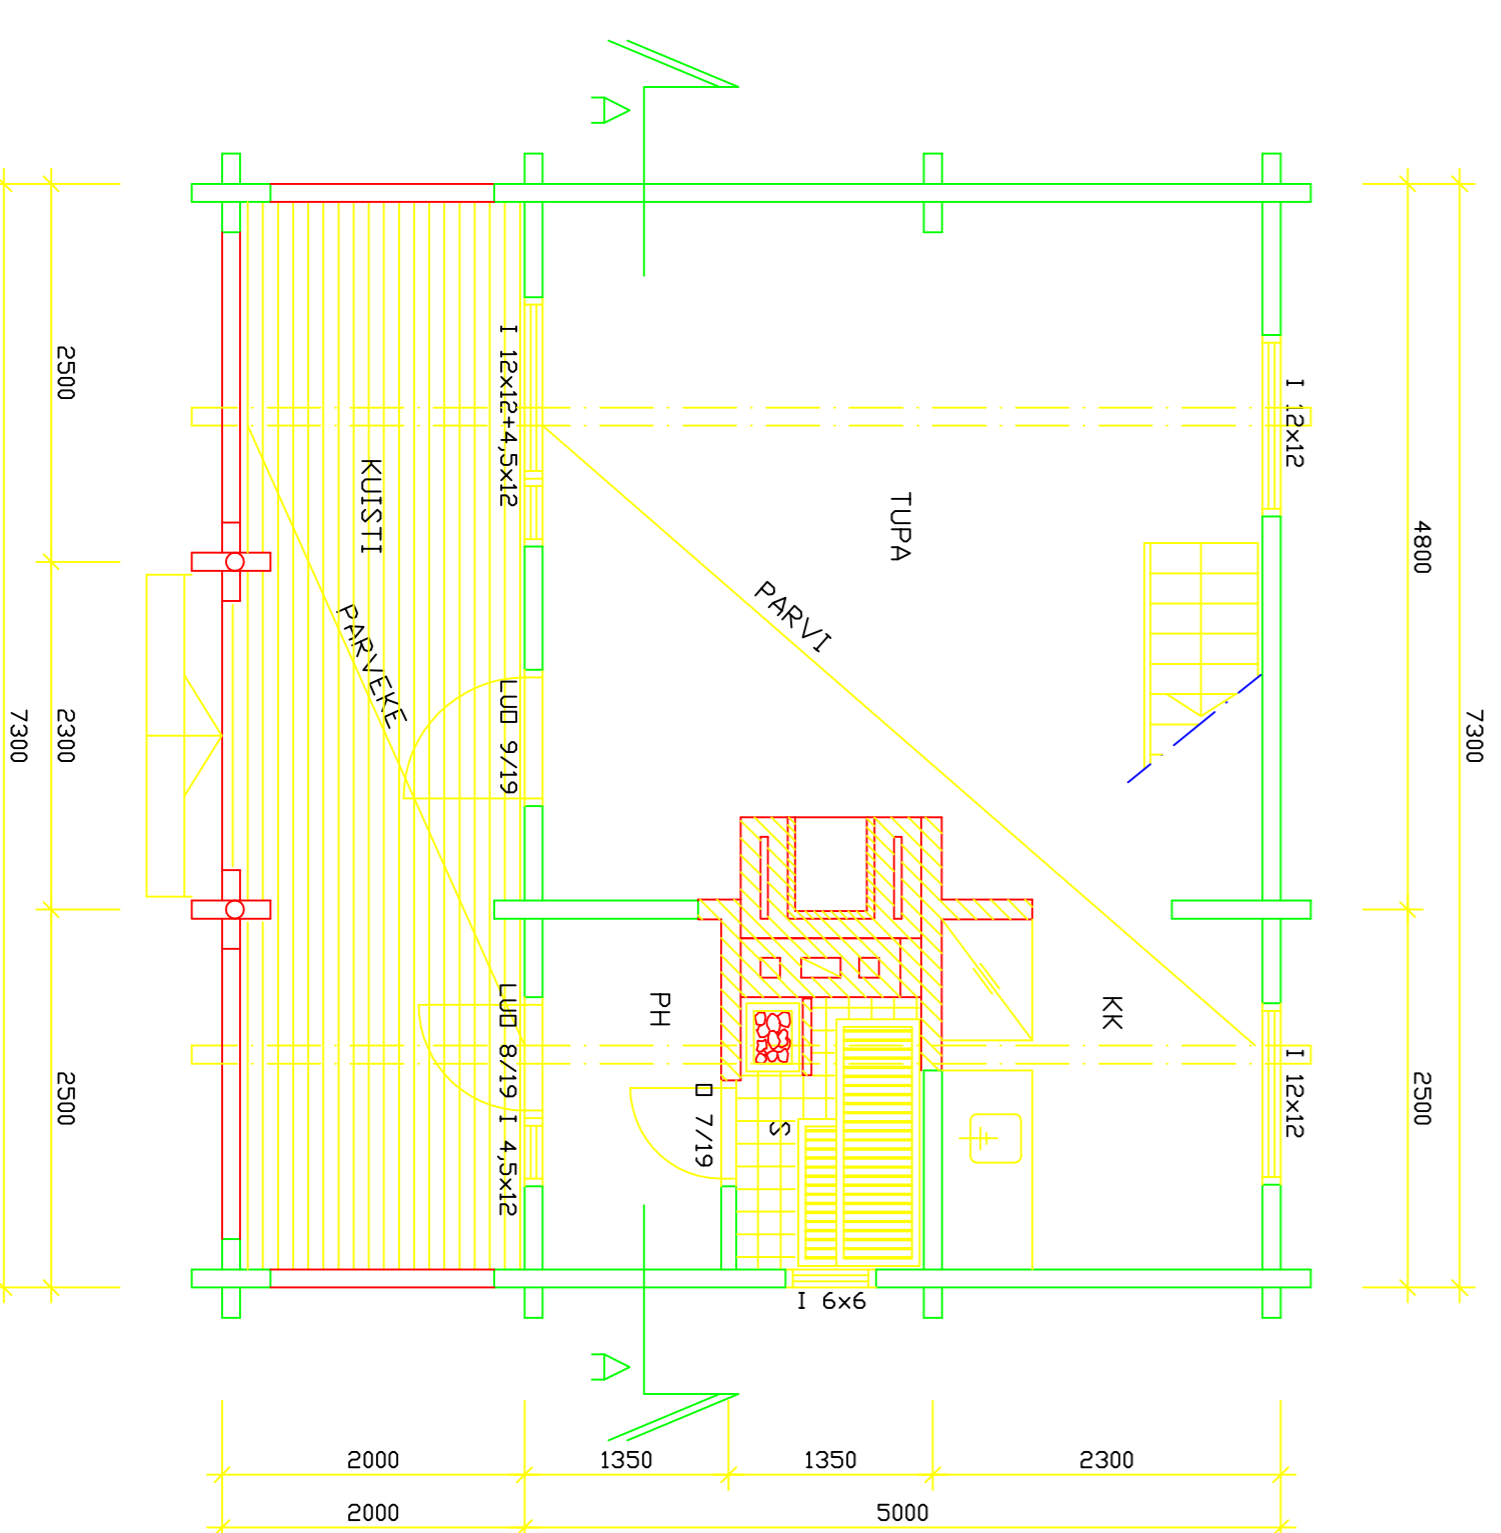 A
I 12x12
I 12x12+4,5x12
KUISTI
TUPA
PARVI
PARVEKE
LUO 9/19
2500
2300
7300
2500
4800
7300
2500
LUO 8/19 I 4,5x12
PH
KK
I 12x12
O 7/19
S
I 6x6
A
2000
1350
1350
2300
2000
5000